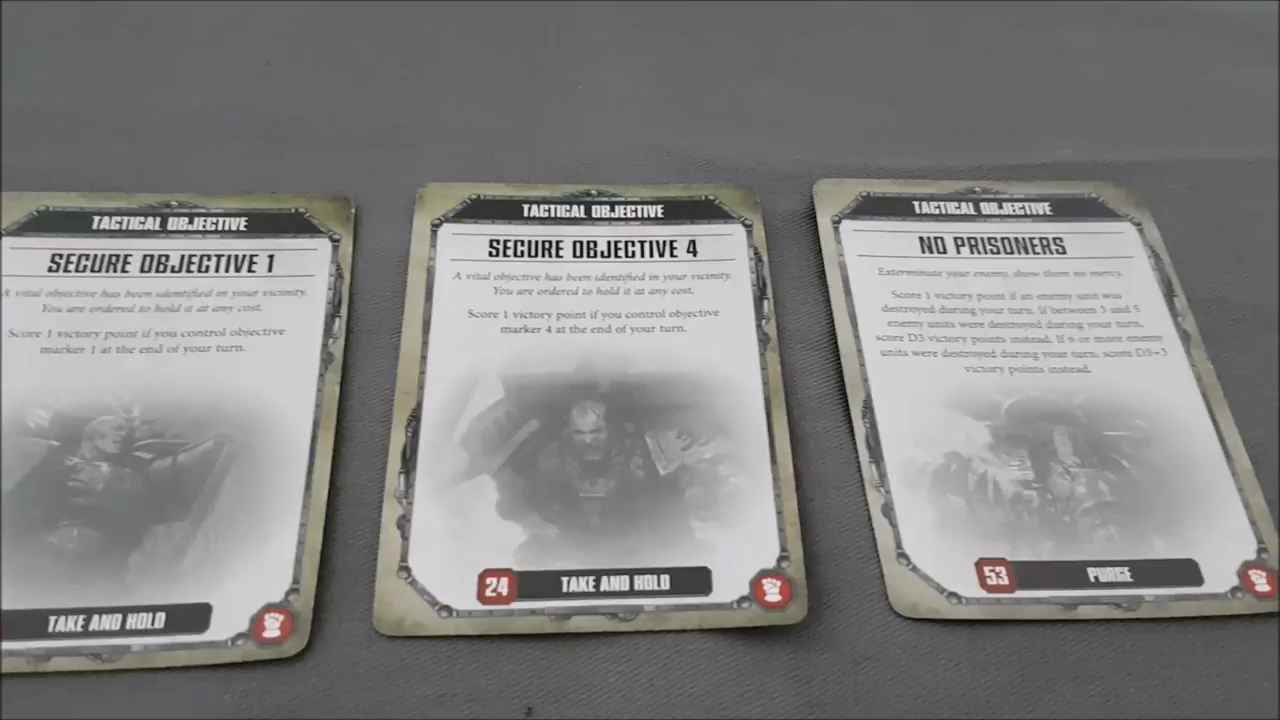 TACTICAL OBJECTIVE
SECURE OBJECTIVE 1
A vital objective has been identified in your vicinity.
You are ordered to hold it at any cost.
Score 1 victory point if you control objective
marker 1 at the end of your turn.
TAKE AND HOLD
TACTICAL OBJECTIVE
SECURE OBJECTIVE 4
A vital objective has been identified in your vicinity.
You are ordered to hold it at any cost.
Score 1 victory point if you control objective
marker 4 at the end of your turn.
24 TAKE AND HOLD
TACTICAL OBJECTIVE
NO PRISONERS
Exterminate your enemy, show them no mercy.
Score 1 victory point if an enemy unit was
destroyed during your turn. If between 3 and 5
enemy units were destroyed during your turn,
score D3 victory points instead. If 6 or more enemy
units were destroyed during your turn, score D3+3
victory points instead.
53 PURGE